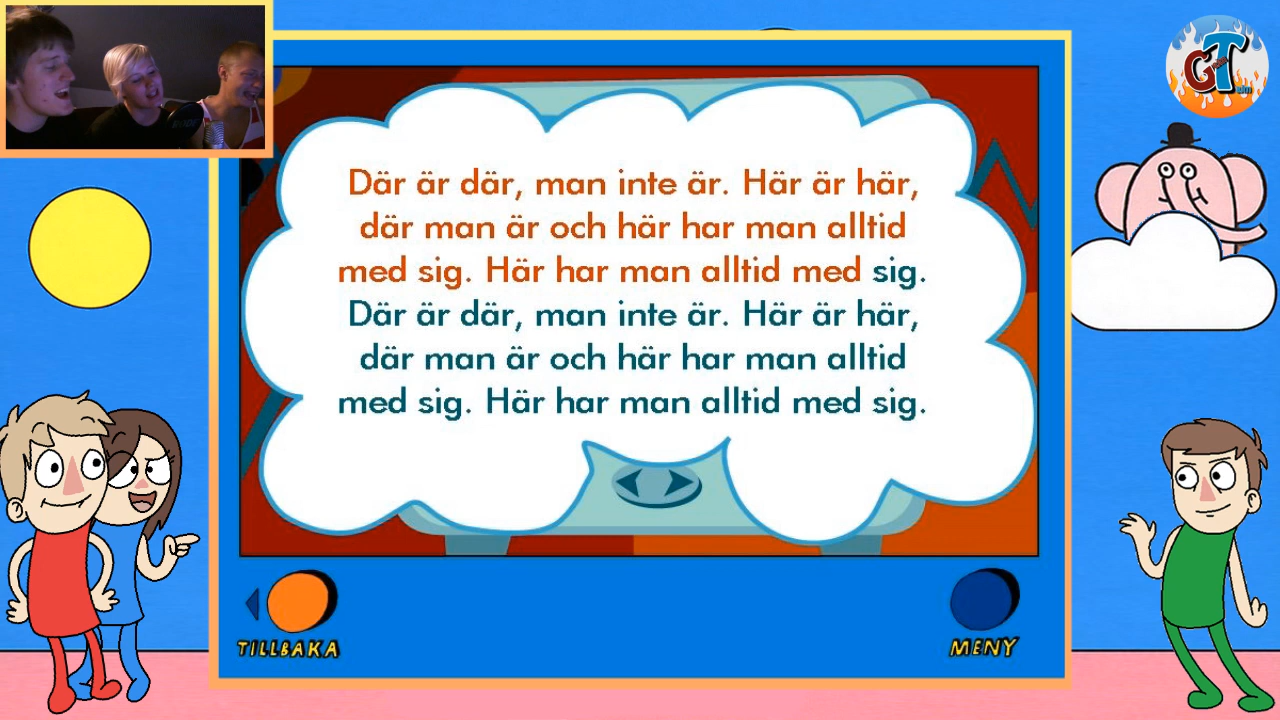 GT
Där är där, man inte är. Här är här,
där man är och här har man alltid
med sig. Här har man alltid med sig.
Där är där, man inte är. Här är här,
där man är och här har man alltid
med sig. Här har man alltid med sig.
TILLBAKA
MENY